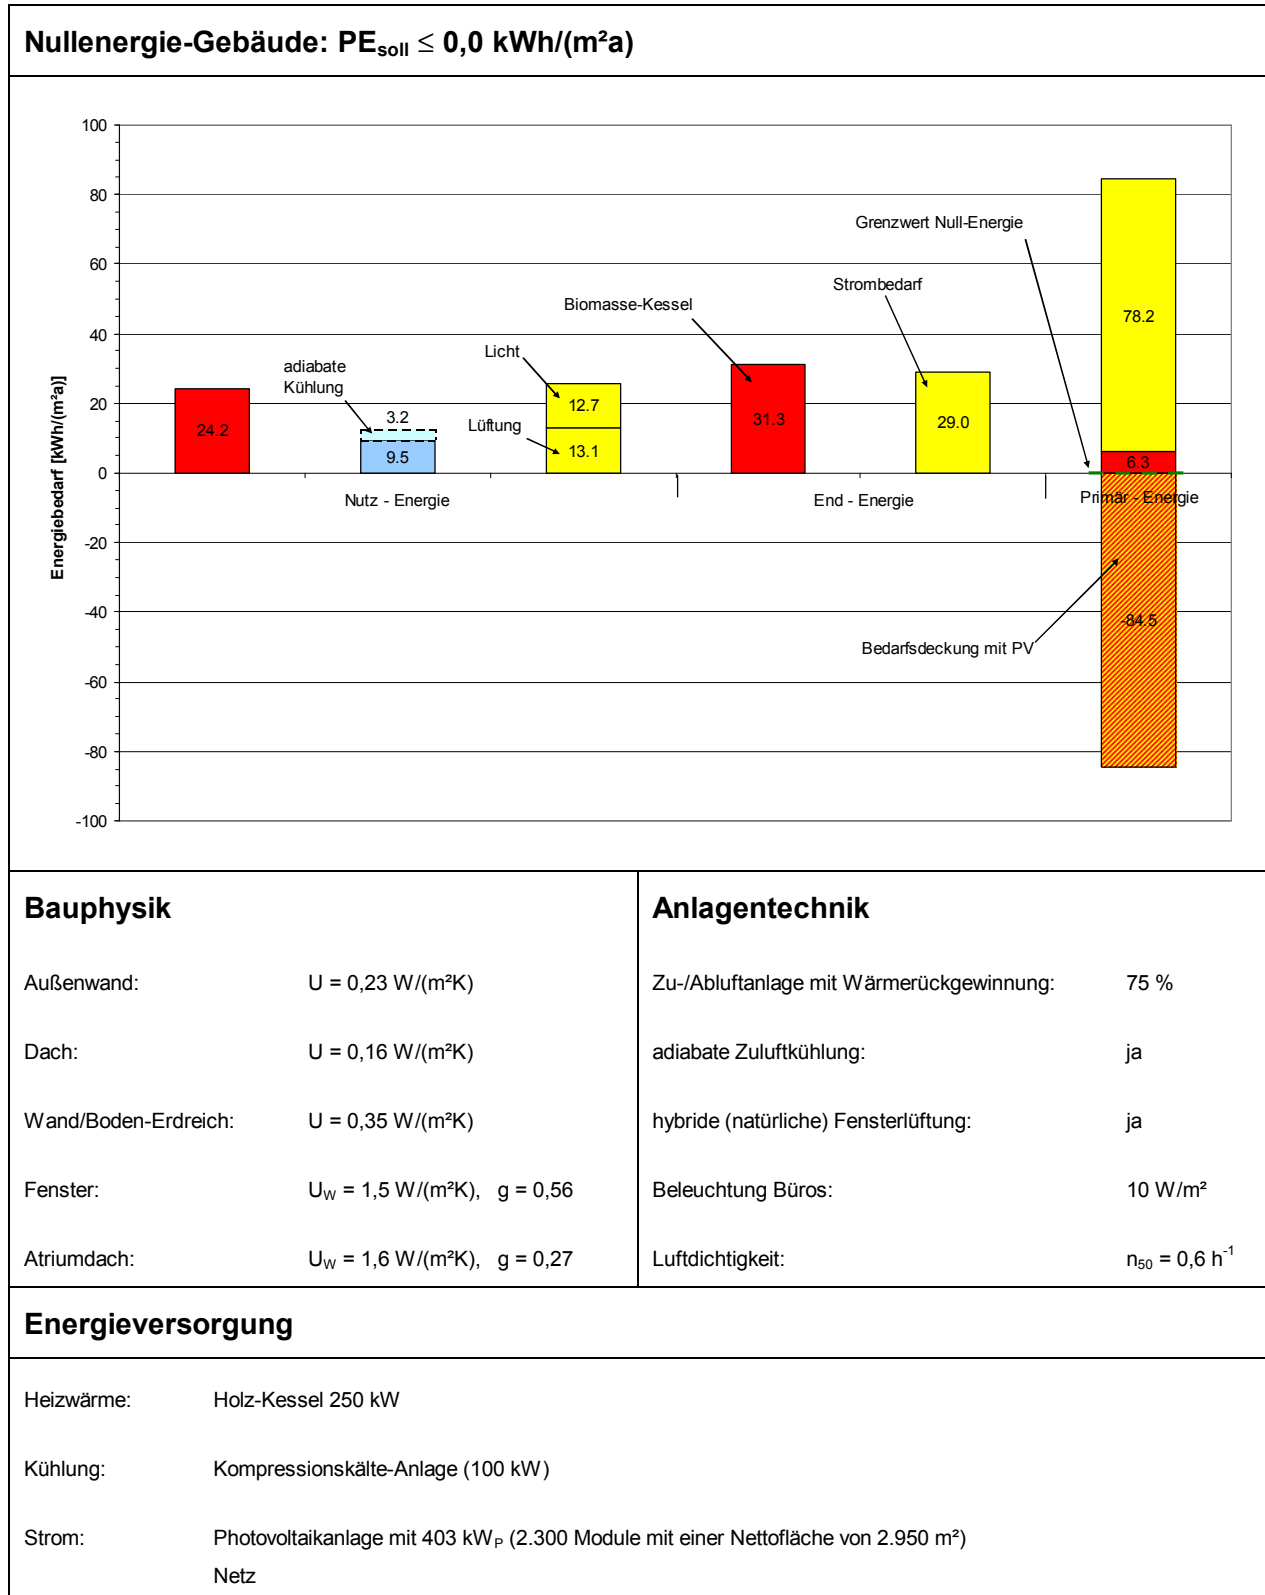 Nullenergie-Gebäude: PEsoll ≤ 0,0 kWh/(m²a)
Energiebedarf [kWh/(m²a)]
100
80
60
40
20
0
-20
-40
-60
-80
-100
24.2
adiabate
Kühlung
3.2
9.5
Licht
Lüftung
12.7
13.1
Biomasse-Kessel
31.3
Strombedarf
29.0
Grenzwert Null-Energie
78.2
6.3
-84.5
Bedarfsdeckung mit PV
Nutz - Energie
End - Energie
Primär - Energie
Bauphysik
Außenwand: U = 0,23 W/(m²K)
Dach: U = 0,16 W/(m²K)
Wand/Boden-Erdreich: U = 0,35 W/(m²K)
Fenster: UW = 1,5 W/(m²K), g = 0,56
Atriumdach: UW = 1,6 W/(m²K), g = 0,27
Anlagentechnik
Zu-/Abluftanlage mit Wärmerückgewinnung: 75 %
adiabate Zuluftkühlung: ja
hybride (natürliche) Fensterlüftung: ja
Beleuchtung Büros: 10 W/m²
Luftdichtigkeit: n50 = 0,6 h-1
Energieversorgung
Heizwärme: Holz-Kessel 250 kW
Kühlung: Kompressionskälte-Anlage (100 kW)
Strom: Photovoltaikanlage mit 403 kWP (2.300 Module mit einer Nettofläche von 2.950 m²)
Netz